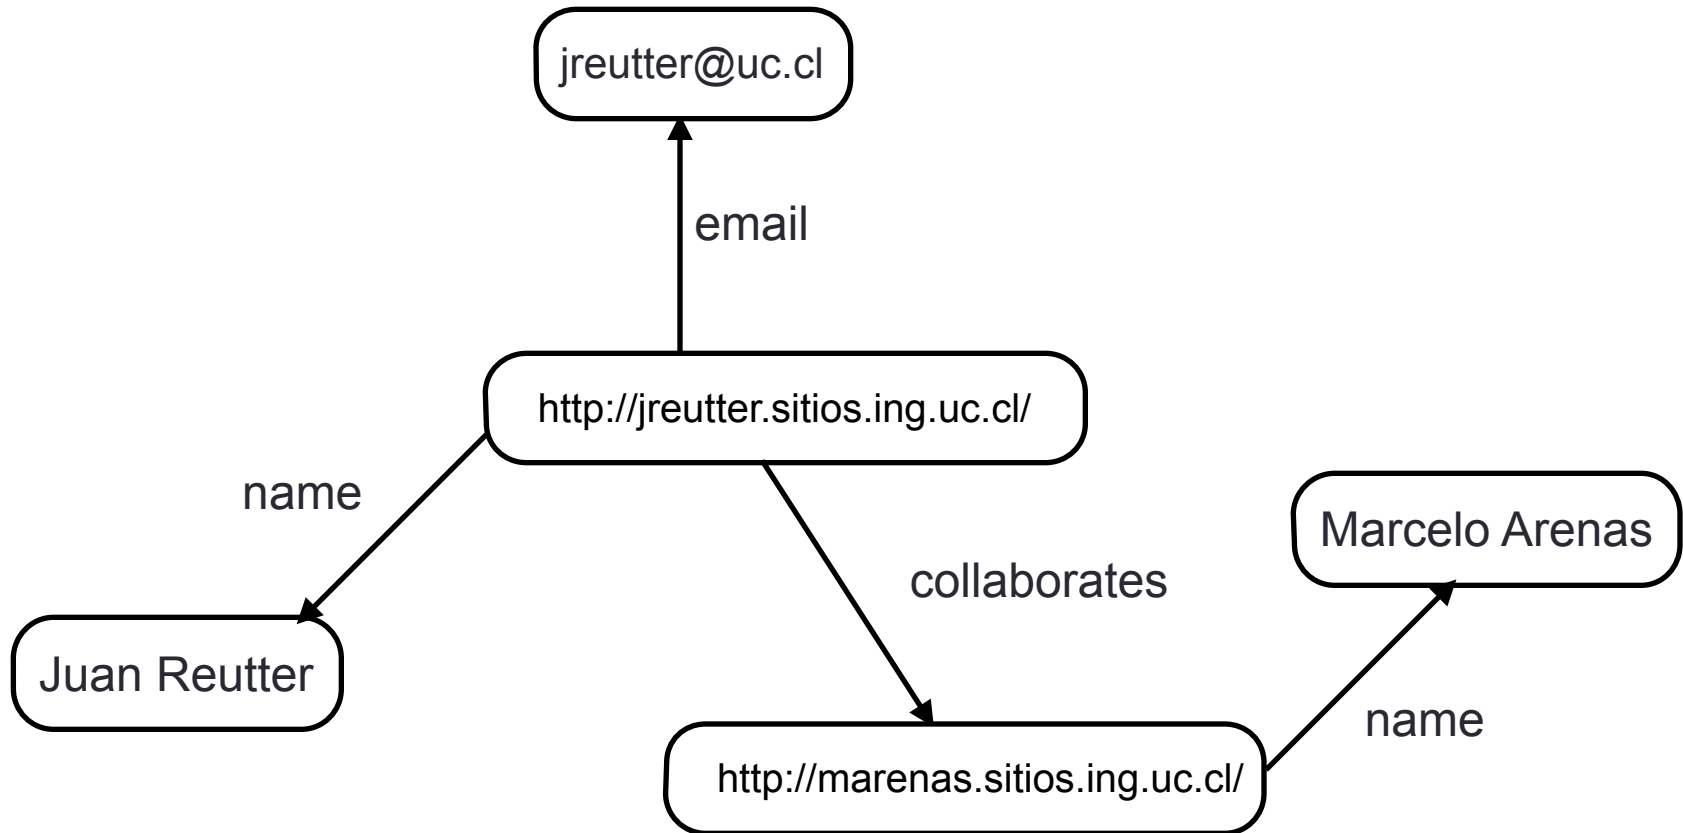 jreutter@uc.cl
email
http://jreutter.sitios.ing.uc.cl/
name
Marcelo Arenas
collaborates
Juan Reutter
name
http://marenas.sitios.ing.uc.cl/